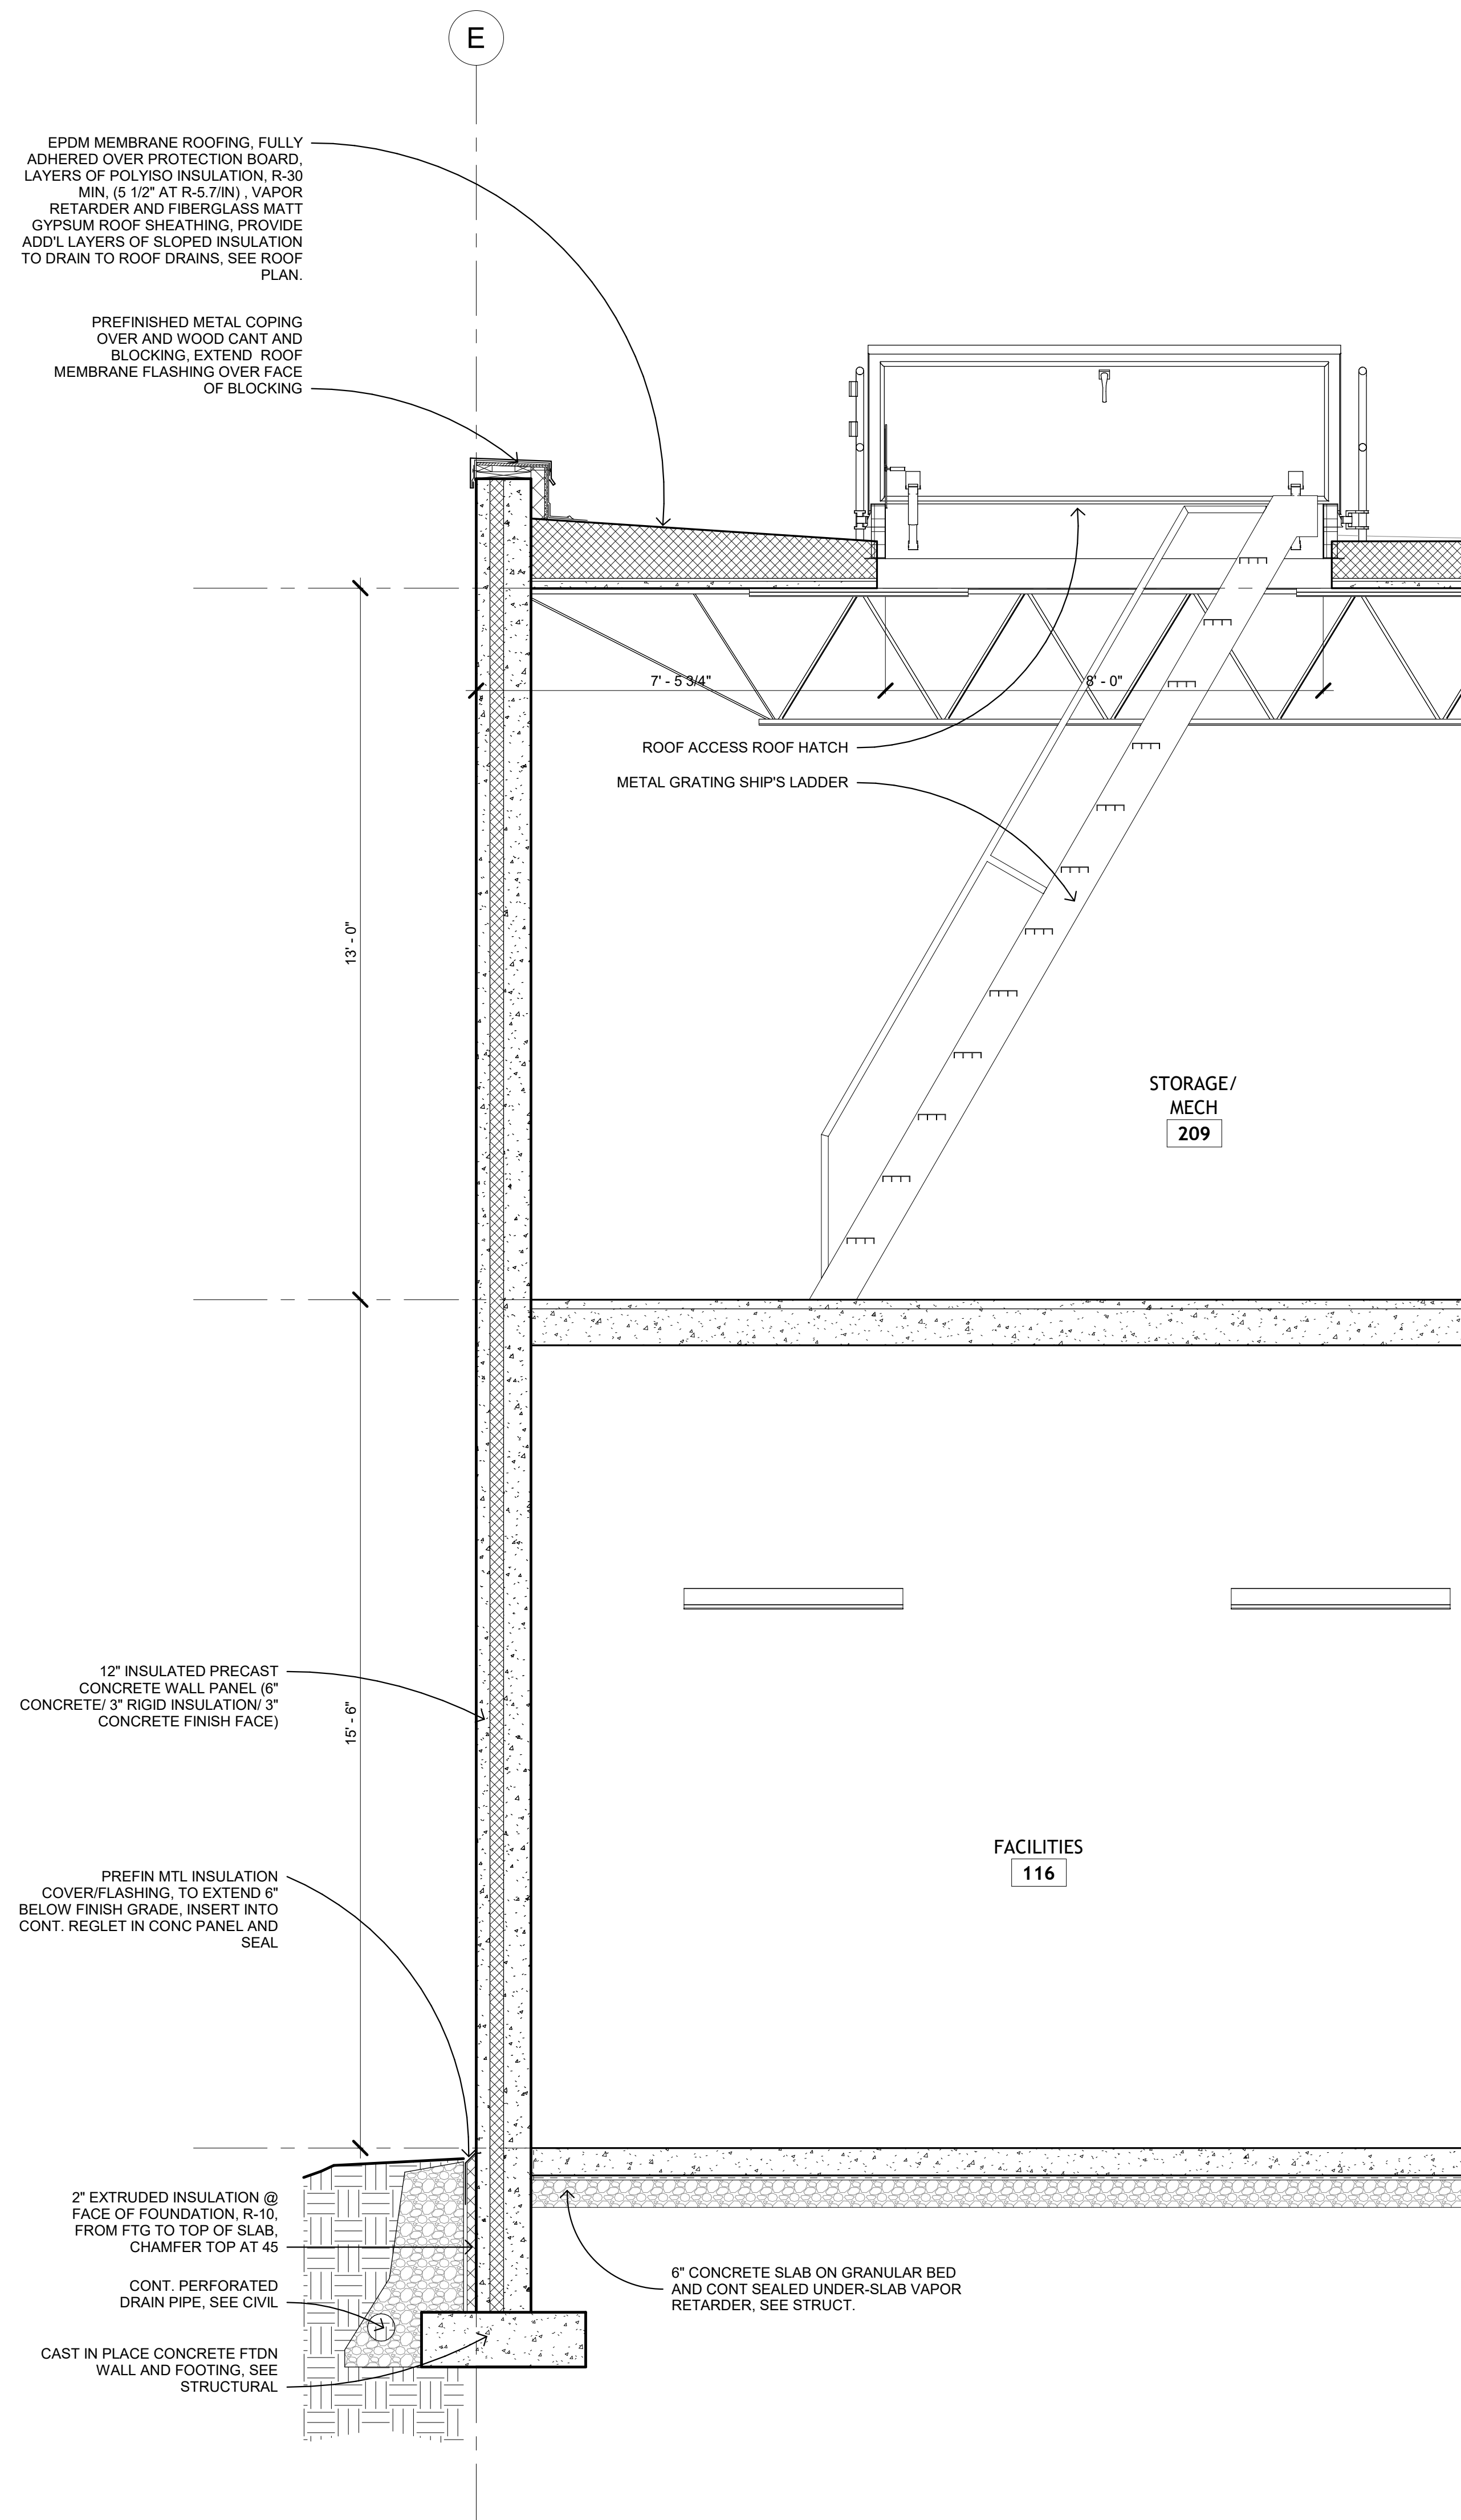 E
EPDM MEMBRANE ROOFING, FULLY
ADHERED OVER PROTECTION BOARD,
LAYERS OF POLYISO INSULATION, R-30
MIN, (5 1/2" AT R-5.7/IN) , VAPOR
RETARDER AND FIBERGLASS MATT
GYPSUM ROOF SHEATHING, PROVIDE
ADD'L LAYERS OF SLOPED INSULATION
TO DRAIN TO ROOF DRAINS, SEE ROOF
PLAN.
PREFINISHED METAL COPING
OVER AND WOOD CANT AND
BLOCKING, EXTEND ROOF
MEMBRANE FLASHING OVER FACE
OF BLOCKING
7' - 5 3/4"
8' - 0"
ROOF ACCESS ROOF HATCH
METAL GRATING SHIP'S LADDER
13' - 0"
STORAGE/
MECH
209
12" INSULATED PRECAST
CONCRETE WALL PANEL (6"
CONCRETE/ 3" RIGID INSULATION/ 3"
CONCRETE FINISH FACE)
15' - 6"
FACILITIES
116
PREFIN MTL INSULATION
COVER/FLASHING, TO EXTEND 6"
BELOW FINISH GRADE, INSERT INTO
CONT. REGLET IN CONC PANEL AND
SEAL
2" EXTRUDED INSULATION @
FACE OF FOUNDATION, R-10,
FROM FTG TO TOP OF SLAB,
CHAMFER TOP AT 45
CONT. PERFORATED
DRAIN PIPE, SEE CIVIL
CAST IN PLACE CONCRETE FTDN
WALL AND FOOTING, SEE
STRUCTURAL
6" CONCRETE SLAB ON GRANULAR BED
AND CONT SEALED UNDER-SLAB VAPOR
RETARDER, SEE STRUCT.